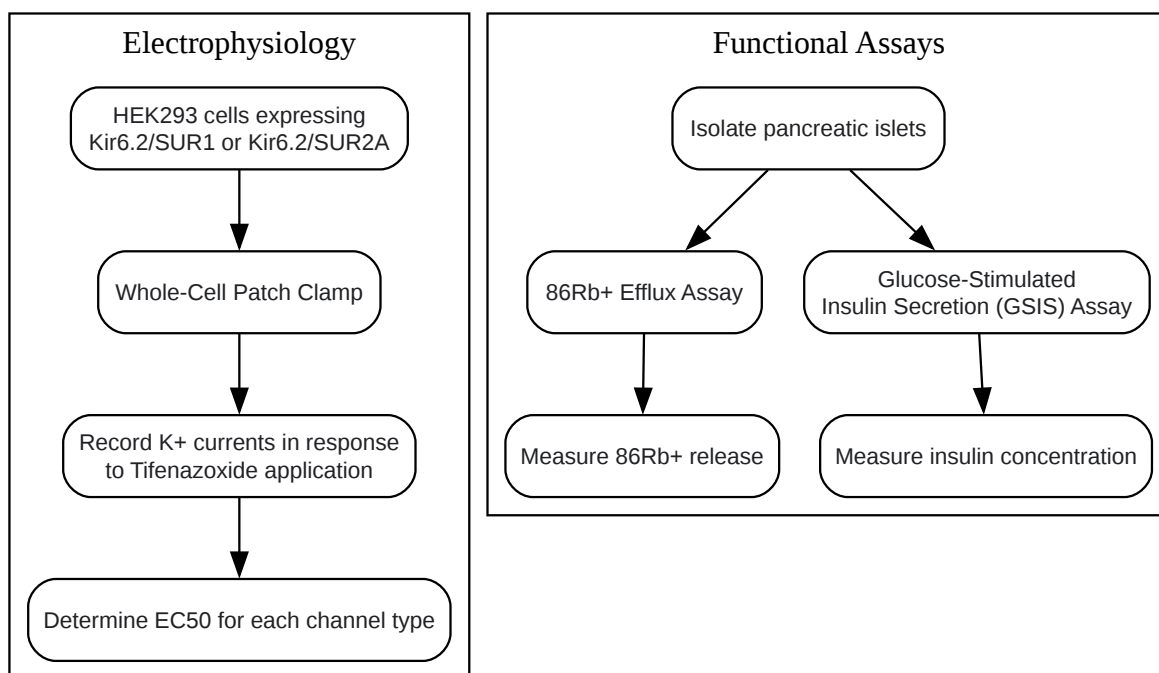 Electrophysiology
HEK293 cells expressing
Kir6.2/SUR1 or Kir6.2/SUR2A
Whole-Cell Patch Clamp
Record K+ currents in response
to Tifenazoxide application
Determine EC50 for each channel type
Functional Assays
Isolate pancreatic islets
86Rb+ Efflux Assay
Glucose-Stimulated
Insulin Secretion (GSIS) Assay
Measure 86Rb+ release
Measure insulin concentration